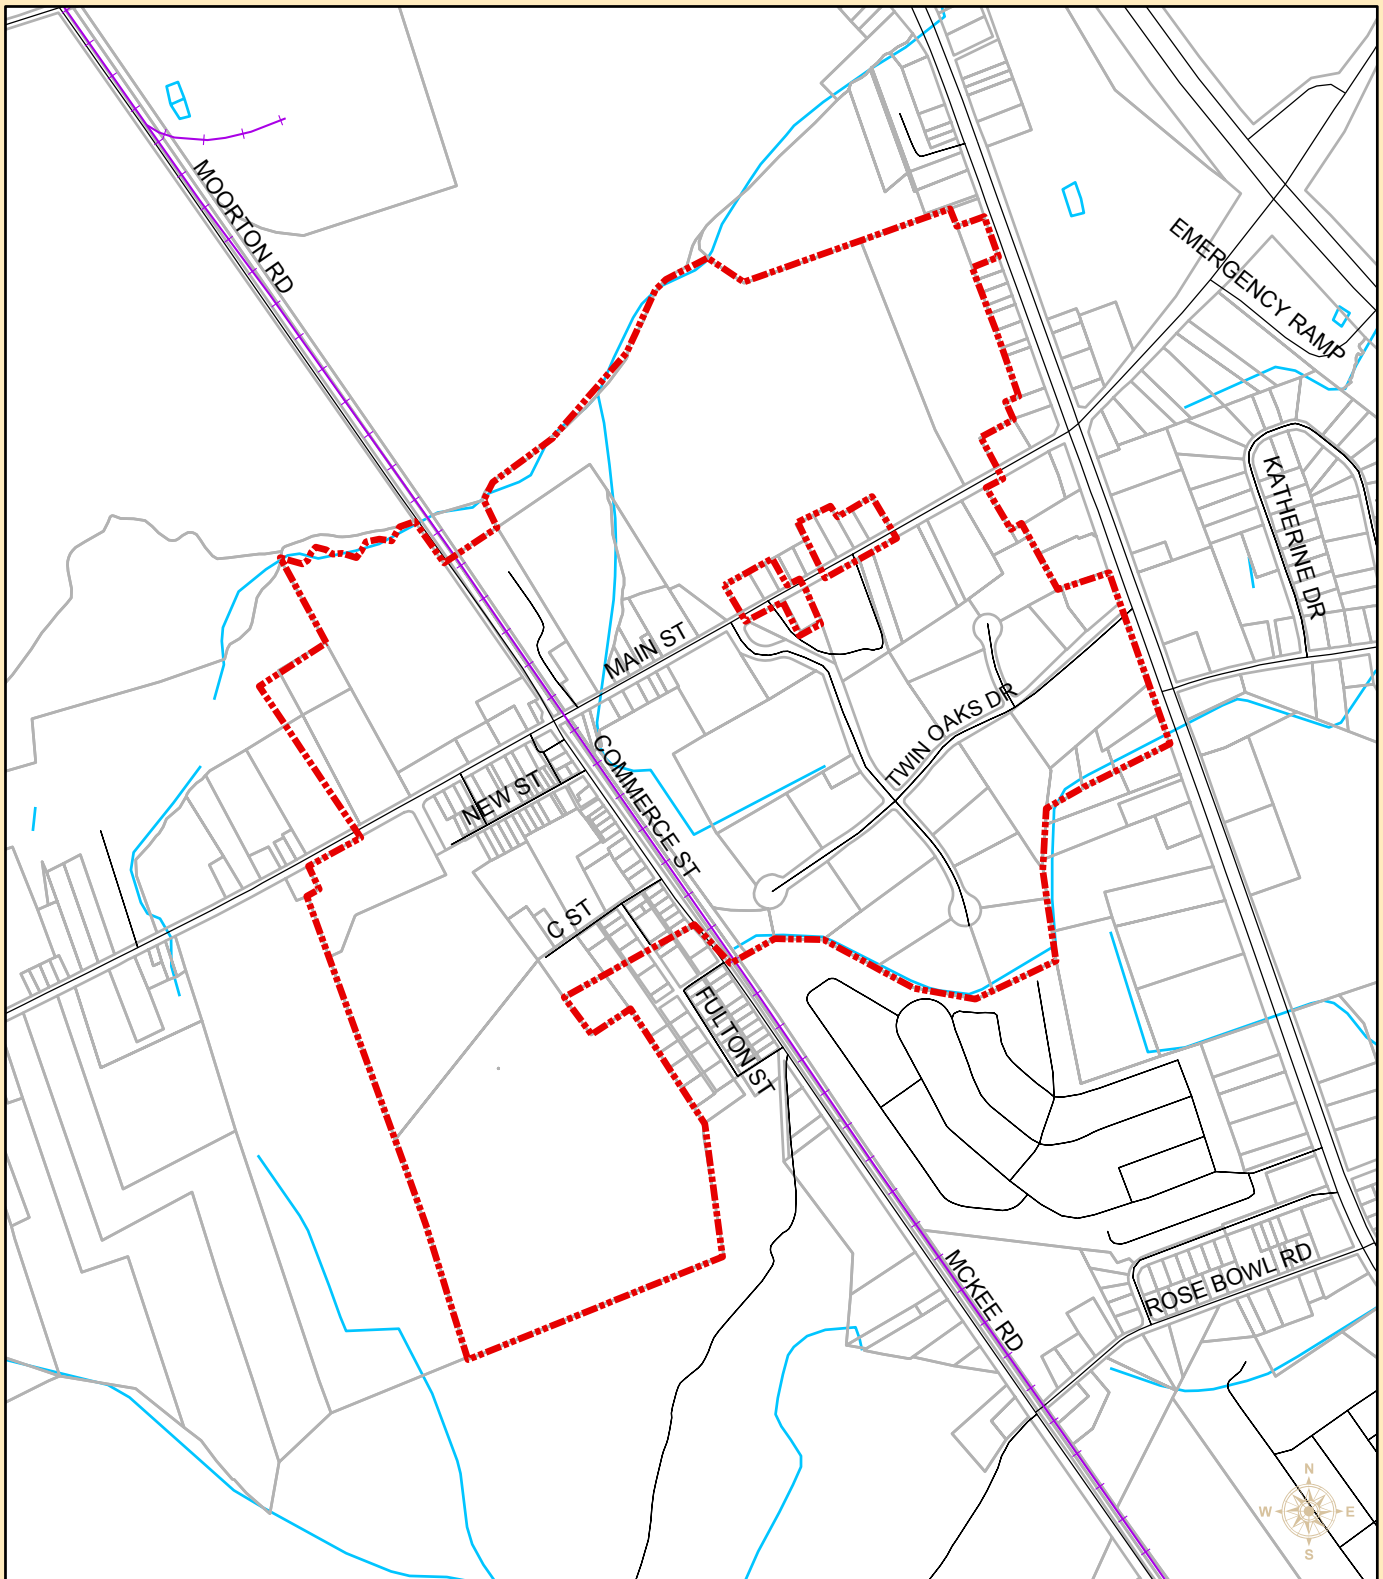 MOORTON RD
EMERGENCY RAMP
KATHERINE DR
MAIN ST
TWIN OAKS DR
COMMERCE ST
NEW ST
C ST
FULTON ST
MCKEE RD
ROSE BOWL RD
N
W E
S